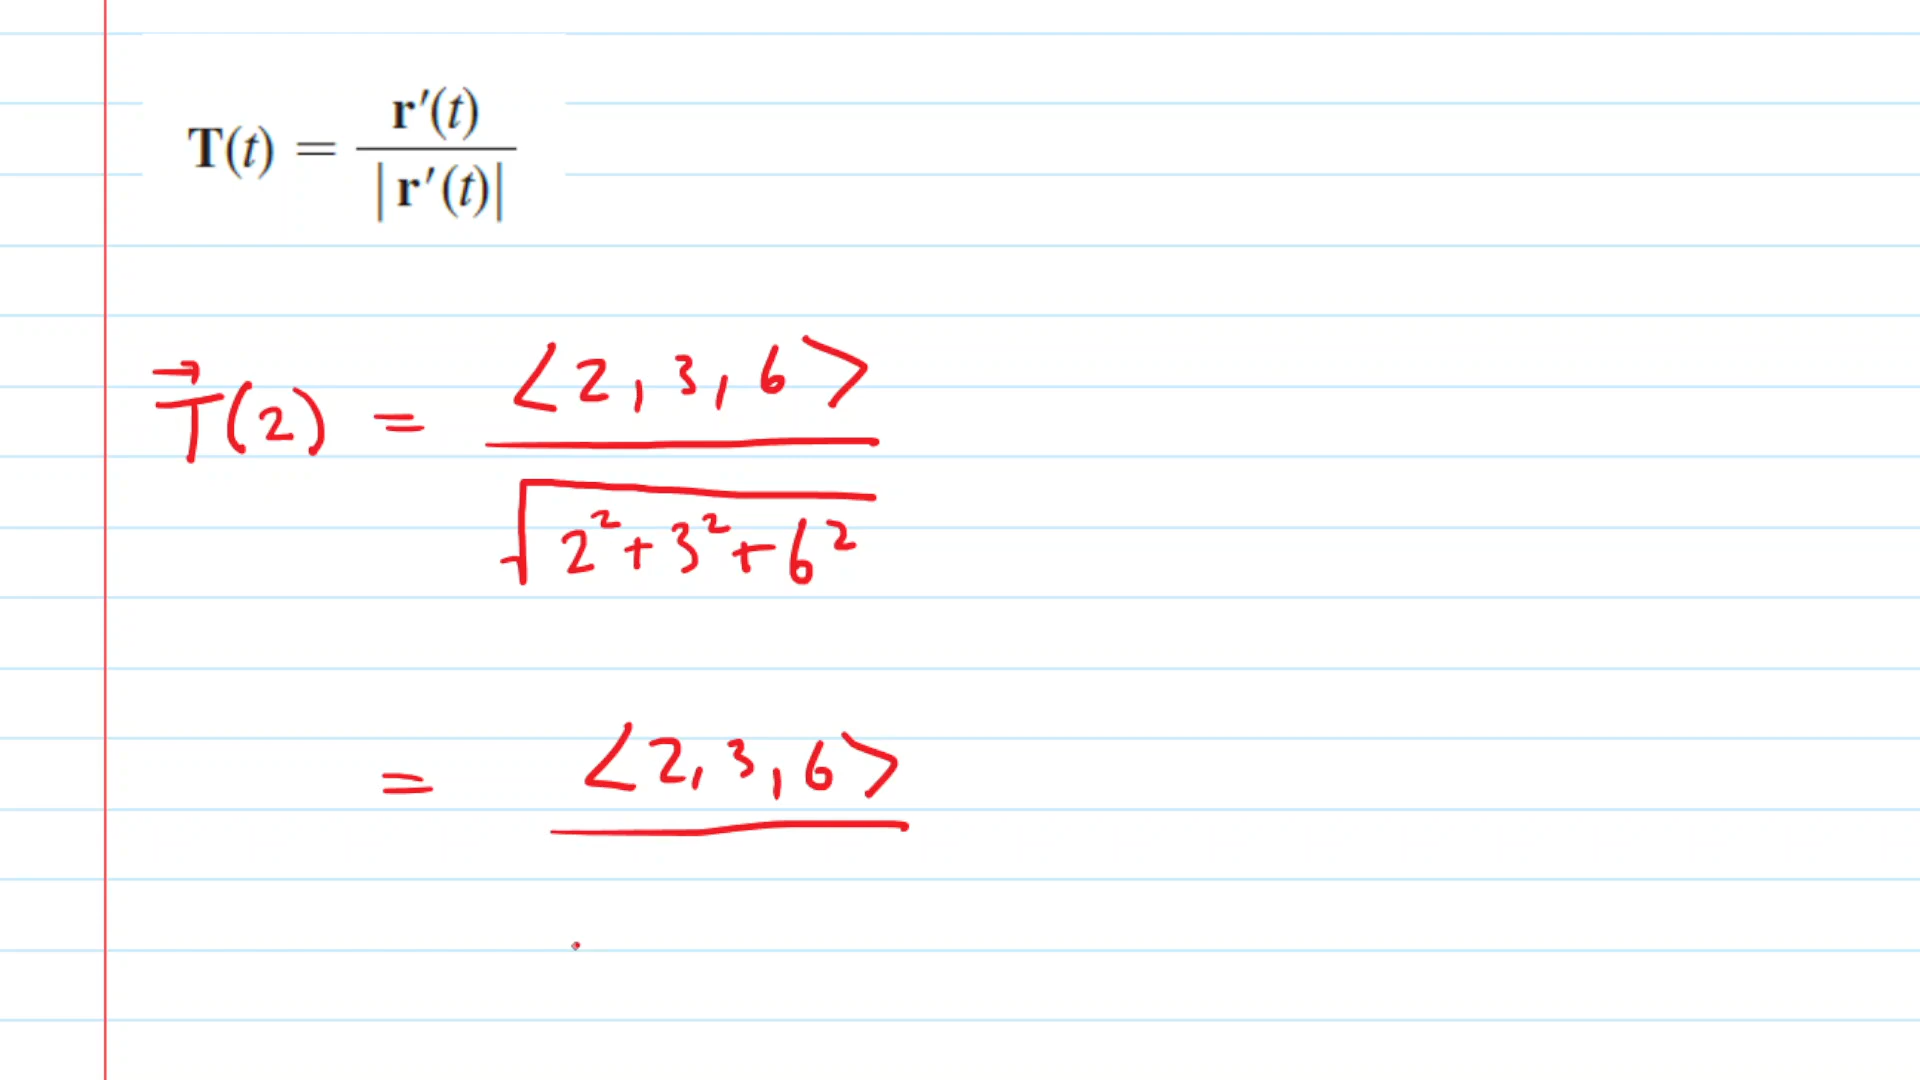 T(t) = r′(t) / |r′(t)|
T⃗(2) = <2, 3, 6> / √(2² + 3² + 6²)
= <2, 3, 6>